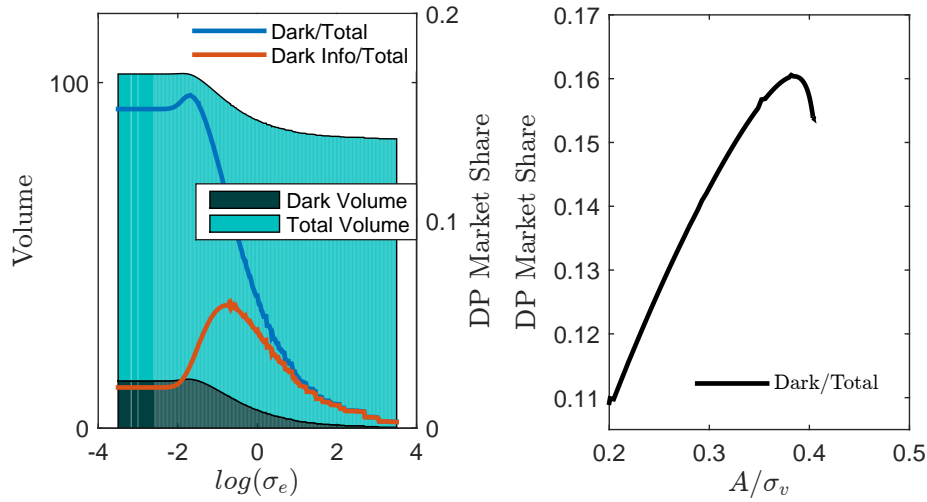 0.2
0.17
Dark/Total
Dark Info/Total
100
0.16
0.15
Volume
DP Market Share
DP Market Share
Dark Volume
Total Volume
0.1
0.14
0.13
0.12
Dark/Total
0.11
0
0
-4
-2
0
2
4
0.2
0.3
0.4
0.5
log(σₑ)
A/σᵥ